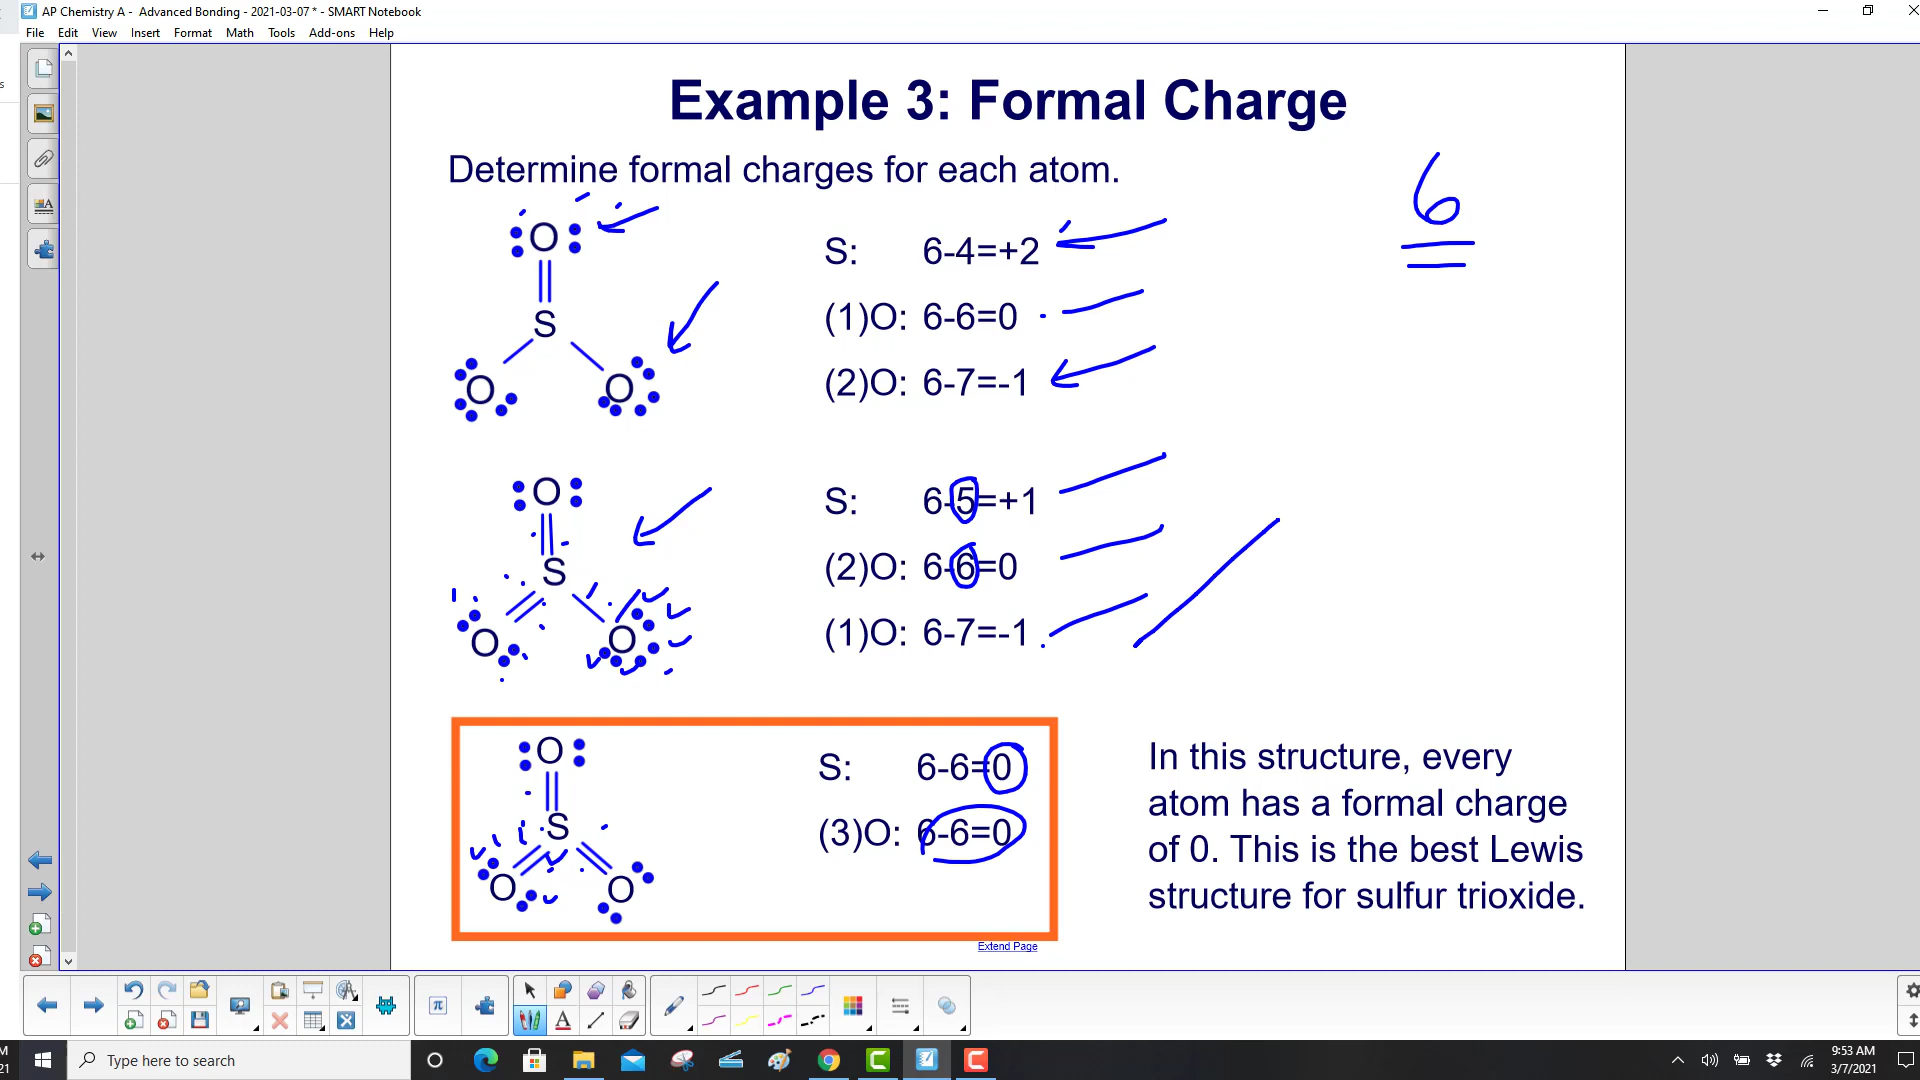 AP Chemistry A -  Advanced Bonding - 2021-03-07 * - SMART Notebook
File Edit View Insert Format Math Tools Add-ons Help
Example 3: Formal Charge
Determine formal charges for each atom.
6
O
S
O O
S: 6-4=+2
(1)O: 6-6=0
(2)O: 6-7=-1
O
S
O O
S: 6-5=+1
(2)O: 6-6=0
(1)O: 6-7=-1
O
S
O O
S: 6-6=0
(3)O: 6-6=0
In this structure, every
atom has a formal charge
of 0. This is the best Lewis
structure for sulfur trioxide.
Extend Page
π
A
Type here to search
9:53 AM
3/7/2021